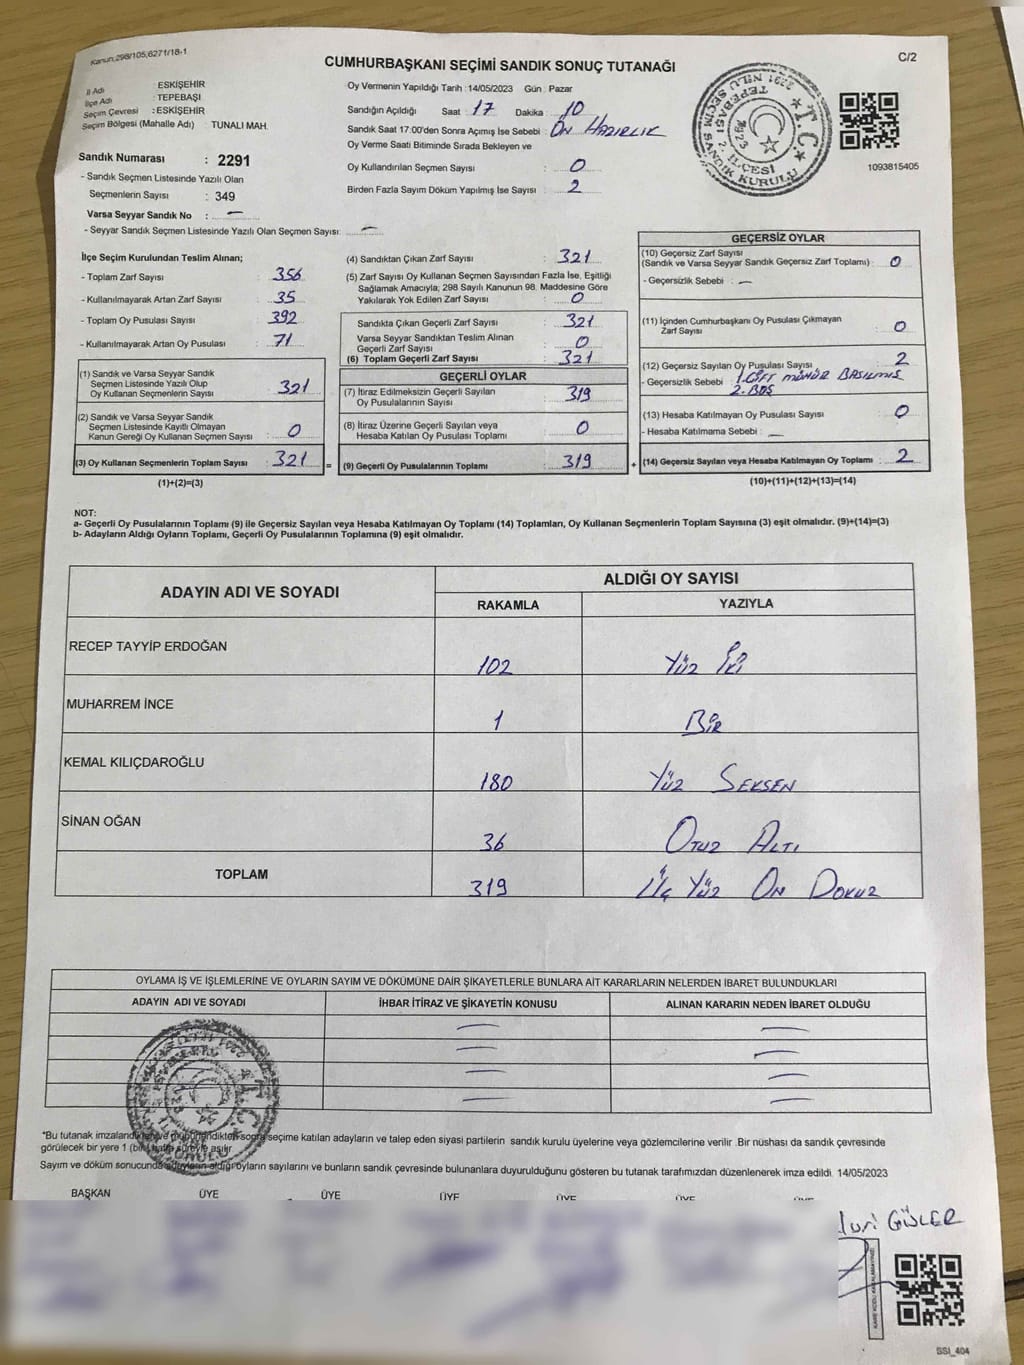 Kanun;298/105;6271/18-1
CUMHURBAŞKANI SEÇİMİ SANDIK SONUÇ TUTANAĞI
C/2
İl Adı : ESKİŞEHİR
İlçe Adı : TEPEBAŞI
Seçim Çevresi : ESKİŞEHİR
Seçim Bölgesi (Mahalle Adı) : TUNALI MAH.
Sandık Numarası : 2291
- Sandık Seçmen Listesinde Yazılı Olan
Seçmenlerin Sayısı : 349
Varsa Seyyar Sandık No : —
- Seyyar Sandık Seçmen Listesinde Yazılı Olan Seçmen Sayısı: —
Oy Vermenin Yapıldığı Tarih :14/05/2023 Gün : Pazar
Sandığın Açıldığı Saat 17 Dakika : 10
Sandık Saat 17:00'den Sonra Açımış İse Sebebi : ÖN HAZIRLIK
Oy Verme Saati Bitiminde Sırada Bekleyen ve
Oy Kullandırılan Seçmen Sayısı : 0
Birden Fazla Sayım Döküm Yapılmış İse Sayısı : 2
T.C.
TEPEBAŞI 2. İLÇESİ
2291 NOLU SEÇİM SANDIK KURULU
1923
1093815405
İlçe Seçim Kurulundan Teslim Alınan;
- Toplam Zarf Sayısı : 356
- Kullanılmayarak Artan Zarf Sayısı : 35
- Toplam Oy Pusulası Sayısı : 392
- Kullanılmayarak Artan Oy Pusulası : 71
(1) Sandık ve Varsa Seyyar Sandık
Seçmen Listesinde Yazılı Olup
Oy Kullanan Seçmenlerin Sayısı : 321
(2) Sandık ve Varsa Seyyar Sandık
Seçmen Listesinde Kayıtlı Olmayan
Kanun Gereği Oy Kullanan Seçmen Sayısı : 0
(3) Oy Kullanan Seçmenlerin Toplam Sayısı : 321
(1)+(2)=(3)
(4) Sandıktan Çıkan Zarf Sayısı : 321
(5) Zarf Sayısı Oy Kullanan Seçmen Sayısından Fazla İse, Eşitliği
Sağlamak Amacıyla; 298 Sayılı Kanunun 98. Maddesine Göre
Yakılarak Yok Edilen Zarf Sayısı : 0
Sandıkta Çıkan Geçerli Zarf Sayısı : 321
Varsa Seyyar Sandıktan Teslim Alınan
Geçerli Zarf Sayısı : 0
(6) Toplam Geçerli Zarf Sayısı : 321
GEÇERLİ OYLAR
(7) İtiraz Edilmeksizin Geçerli Sayılan
Oy Pusulalarının Sayısı : 319
(8) İtiraz Üzerine Geçerli Sayılan veya
Hesaba Katılan Oy Pusulası Toplamı : 0
= (9) Geçerli Oy Pusulalarının Toplamı : 319
GEÇERSİZ OYLAR
(10) Geçersiz Zarf Sayısı
(Sandık ve Varsa Seyyar Sandık Geçersiz Zarf Toplamı) : 0
- Geçersizlik Sebebi : —
(11) İçinden Cumhurbaşkanı Oy Pusulası Çıkmayan
Zarf Sayısı : 0
(12) Geçersiz Sayılan Oy Pusulası Sayısı : 2
- Geçersizlik Sebebi : 1. ÇİFT MÜHÜR BASILMIŞ
2. BOŞ
(13) Hesaba Katılmayan Oy Pusulası Sayısı : 0
- Hesaba Katılmama Sebebi : —
+ (14) Geçersiz Sayılan veya Hesaba Katılmayan Oy Toplamı : 2
(10)+(11)+(12)+(13)=(14)
NOT:
a- Geçerli Oy Pusulalarının Toplamı (9) ile Geçersiz Sayılan veya Hesaba Katılmayan Oy Toplamı (14) Toplamları, Oy Kullanan Seçmenlerin Toplam Sayısına (3) eşit olmalıdır. (9)+(14)=(3)
b- Adayların Aldığı Oyların Toplamı, Geçerli Oy Pusulalarının Toplamına (9) eşit olmalıdır.
ADAYIN ADI VE SOYADI ALDIĞI OY SAYISI
RAKAMLA YAZIYLA
RECEP TAYYİP ERDOĞAN 102 Yüz İki
MUHARREM İNCE 1 BİR
KEMAL KILIÇDAROĞLU 180 Yüz SEKSEN
SİNAN OĞAN 36 OTUZ ALTI
TOPLAM 319 Üç Yüz ON DOKUZ
OYLAMA İŞ VE İŞLEMLERİNE VE OYLARIN SAYIM VE DÖKÜMÜNE DAİR ŞİKAYETLERLE BUNLARA AİT KARARLARIN NELERDEN İBARET BULUNDUKLARI
ADAYIN ADI VE SOYADI İHBAR İTİRAZ VE ŞİKAYETİN KONUSU ALINAN KARARIN NEDEN İBARET OLDUĞU
*Bu tutanak imzalandıktan ve mühürlendikten sonra seçime katılan adayların ve talep eden siyasi partilerin sandık kurulu üyelerine veya gözlemcilerine verilir .Bir nüshası da sandık çevresinde
görülecek bir yere 1 (bir) hafta süreyle asılır.
Sayım ve döküm sonucunda adayların aldığı oyların sayılarını ve bunların sandık çevresinde bulunanlara duyurulduğunu gösteren bu tutanak tarafımızdan düzenlenerek imza edildi. 14/05/2023
BAŞKAN ÜYE ÜYE ÜYE ÜYE ÜYE
GÜLER
SSI_404